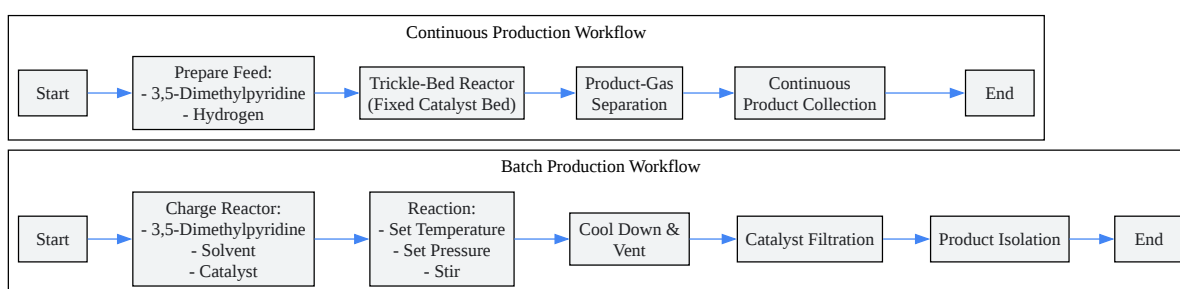 Continuous Production Workflow
Start
Prepare Feed:
- 3,5-Dimethylpyridine
- Hydrogen
Trickle-Bed Reactor
(Fixed Catalyst Bed)
Product-Gas
Separation
Continuous
Product Collection
End
Batch Production Workflow
Start
Charge Reactor:
- 3,5-Dimethylpyridine
- Solvent
- Catalyst
Reaction:
- Set Temperature
- Set Pressure
- Stir
Cool Down &
Vent
Catalyst Filtration
Product Isolation
End